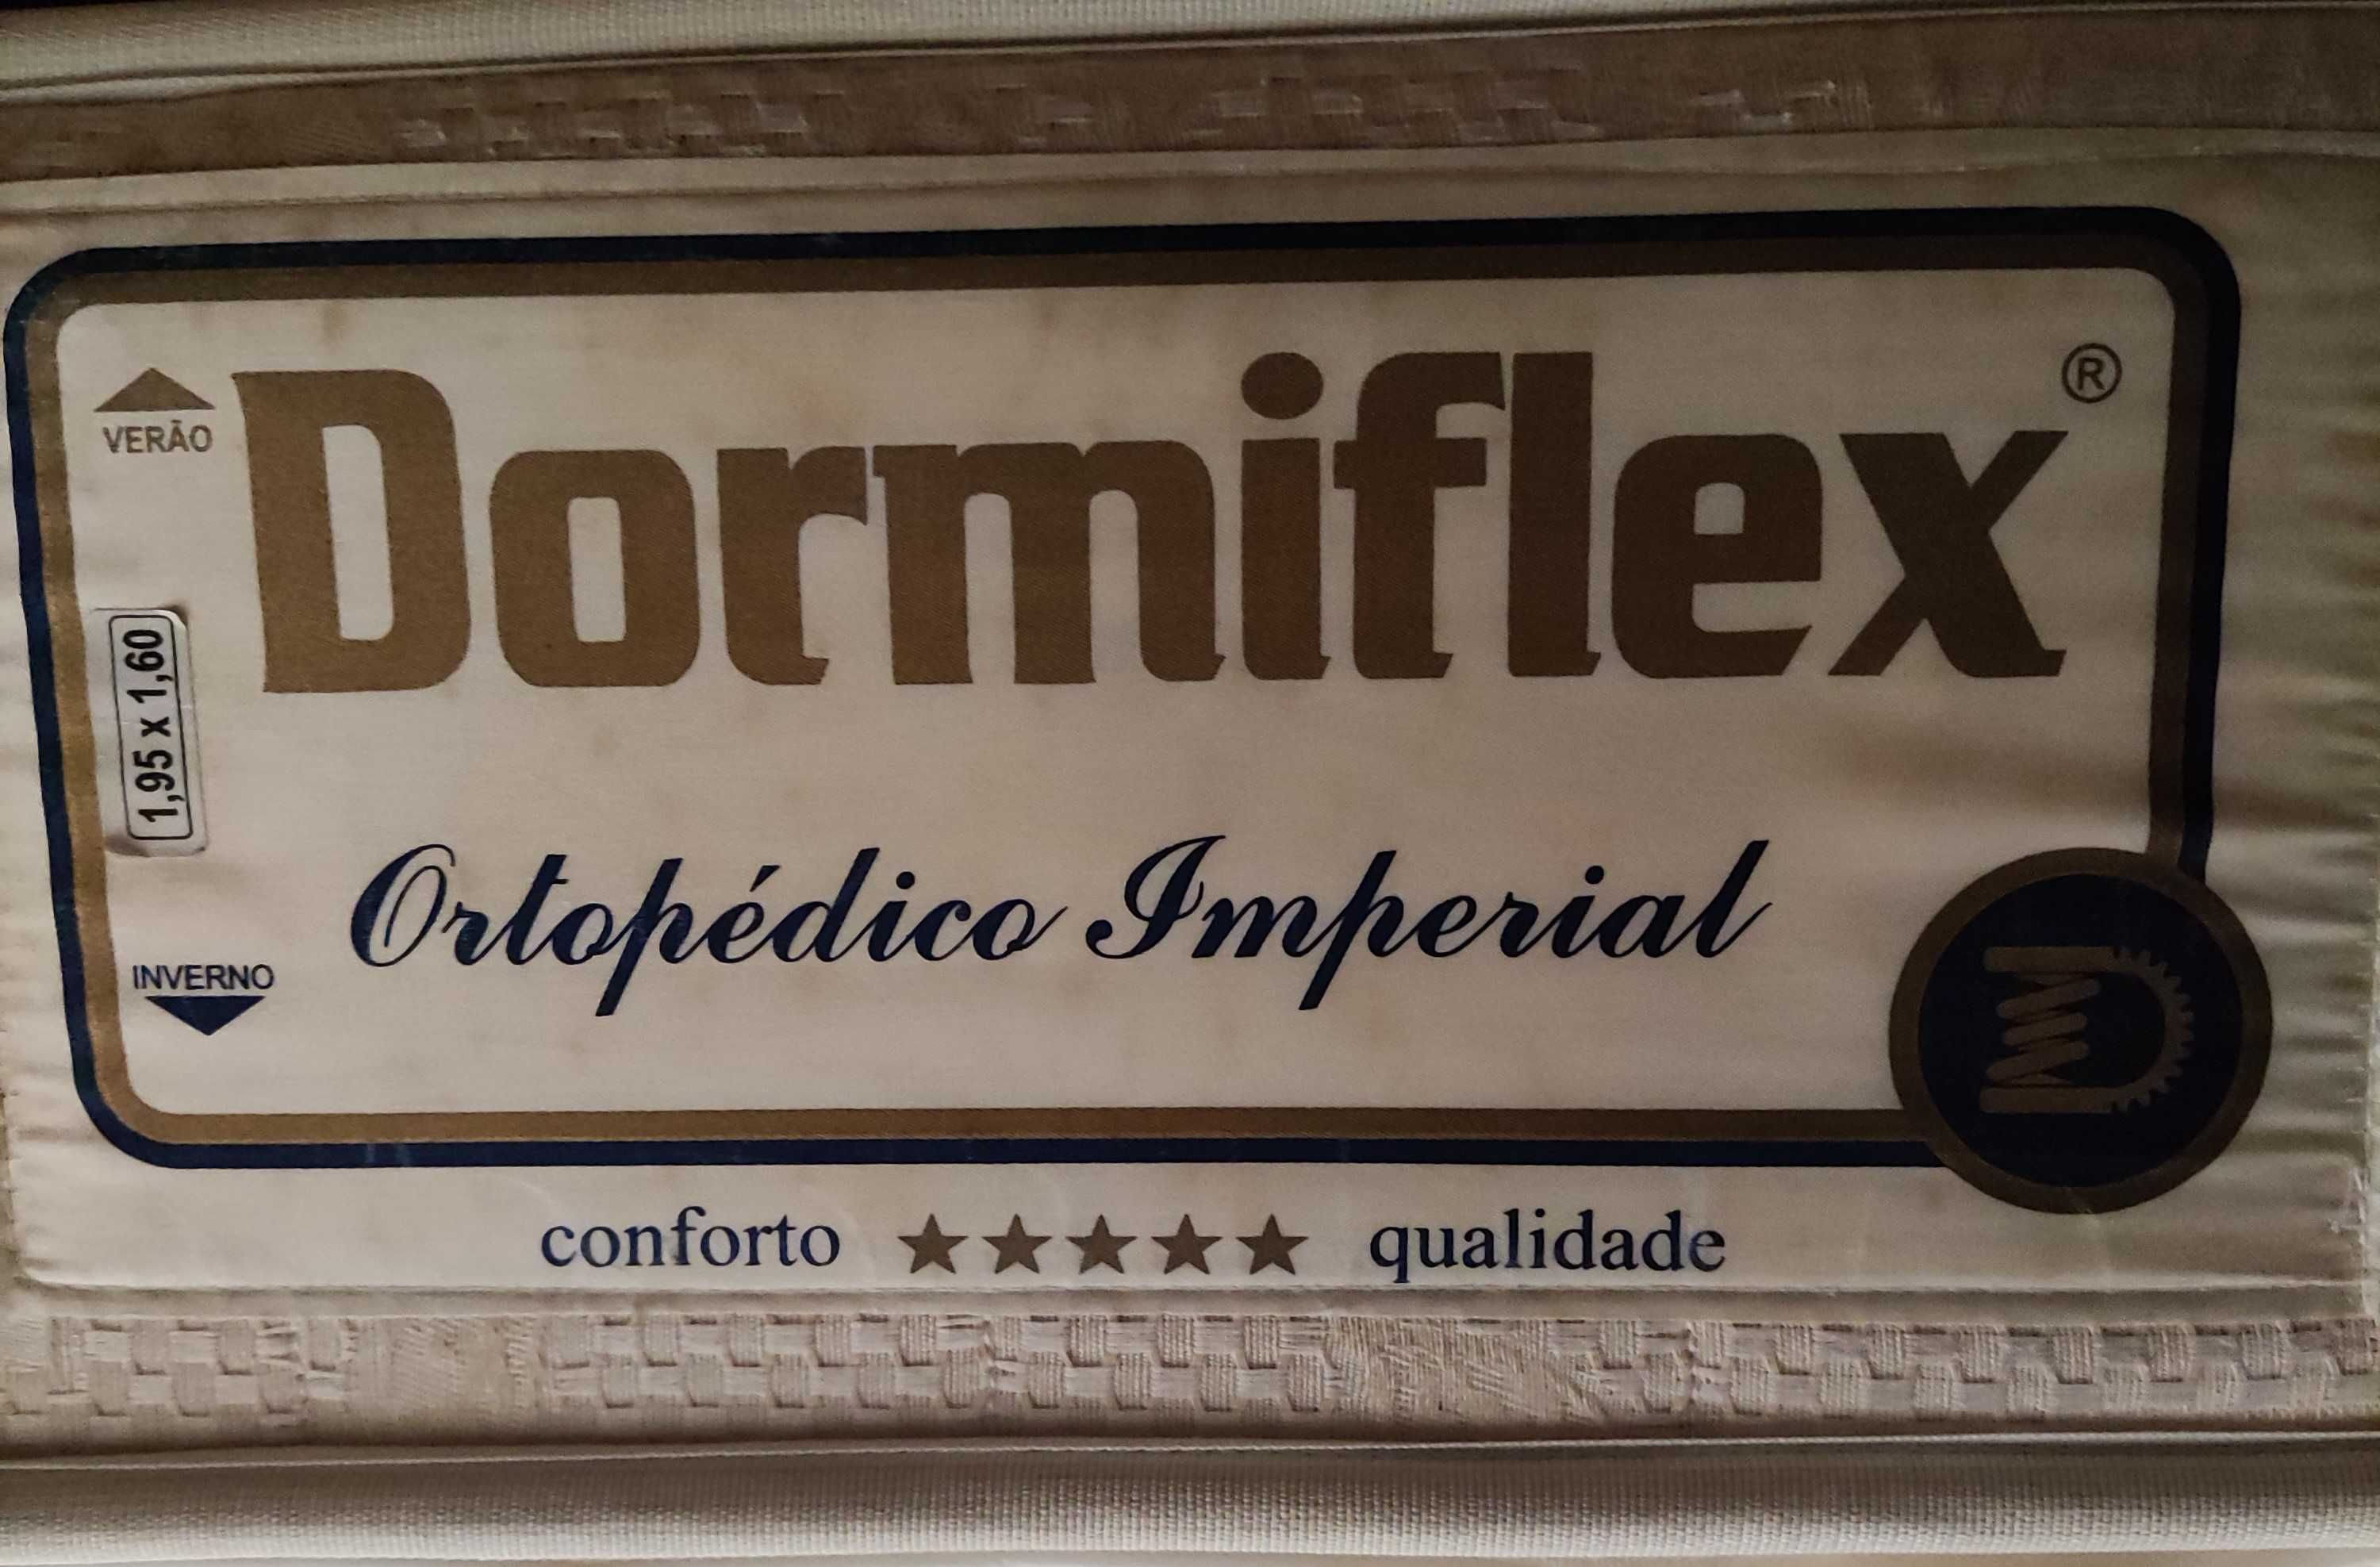 VERÃO
Dormiflex®
1,95 x 1,60
Ortopédico Imperial
INVERNO
conforto ★★★★★ qualidade